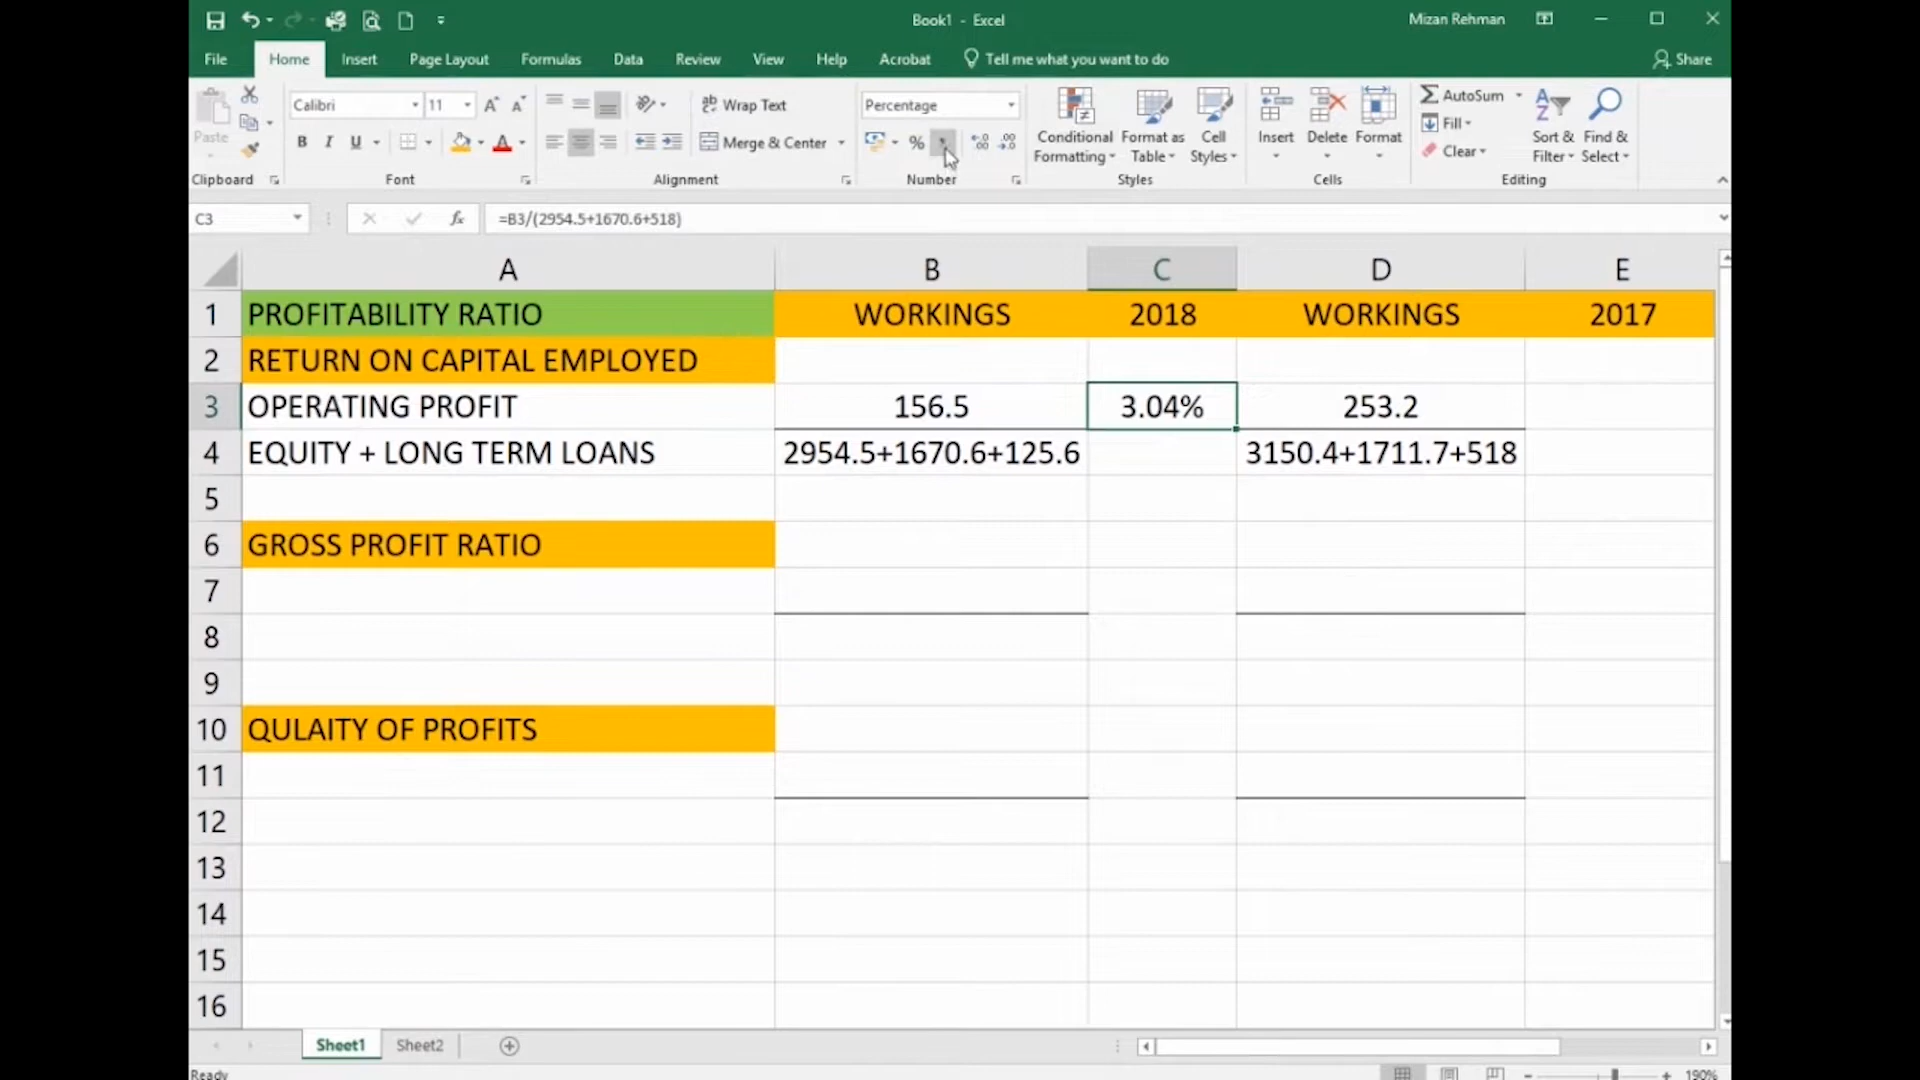 Book1 - Excel
Mizan Rehman
File Home Insert Page Layout Formulas Data Review View Help Acrobat Tell me what you want to do Share
Paste
Calibri 11
Wrap Text
Percentage
B I U
Merge & Center
%
Conditional Formatting
Format as Table
Cell Styles
Insert Delete Format
AutoSum
Fill
Clear
Sort & Filter
Find & Select
Clipboard Font Alignment Number Styles Cells Editing
C3 fx =B3/(2954.5+1670.6+518)
A B C D E
1 PROFITABILITY RATIO WORKINGS 2018 WORKINGS 2017
2 RETURN ON CAPITAL EMPLOYED
3 OPERATING PROFIT 156.5 3.04% 253.2
4 EQUITY + LONG TERM LOANS 2954.5+1670.6+125.6 3150.4+1711.7+518
5
6 GROSS PROFIT RATIO
7
8
9
10 QULAITY OF PROFITS
11
12
13
14
15
16
Sheet1 Sheet2
Ready 190%